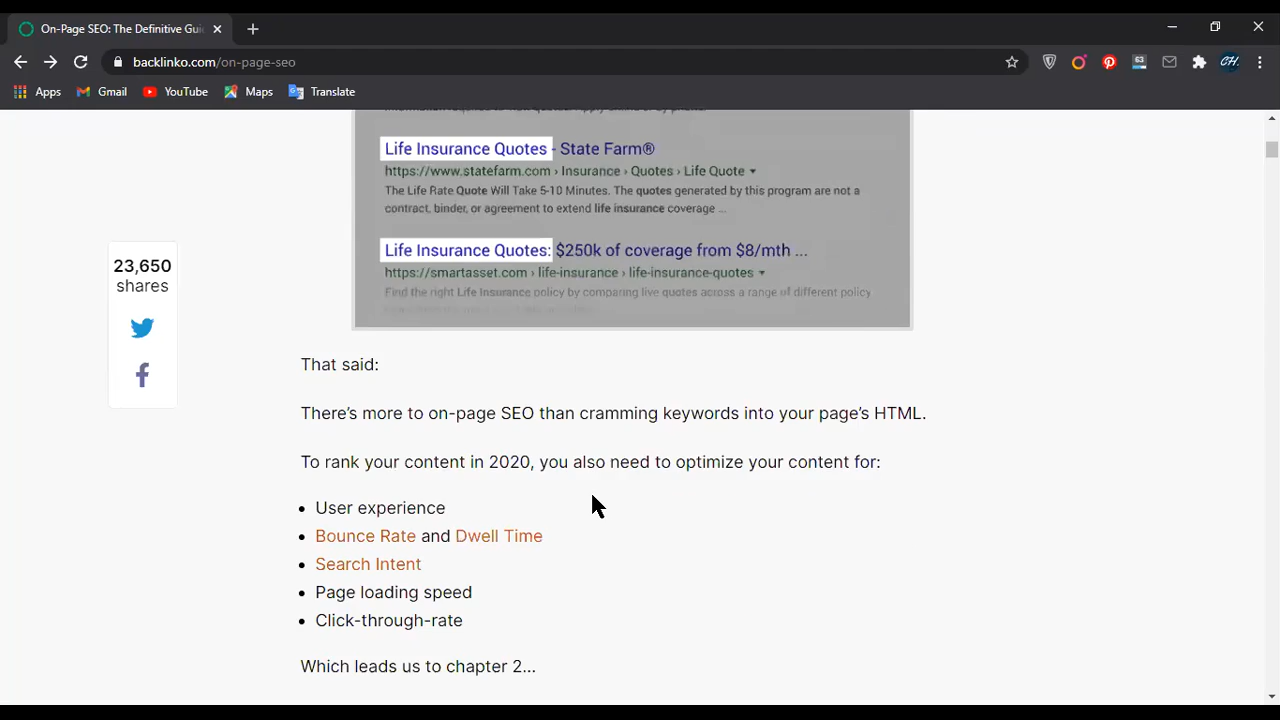 On-Page SEO: The Definitive Gui
backlinko.com/on-page-seo
63
CH.
Apps
Gmail
YouTube
Maps
Translate
Life Insurance Quotes - State Farm®
https://www.statefarm.com › Insurance › Quotes › Life Quote
The Life Rate Quote Will Take 5-10 Minutes. The quotes generated by this program are not a
contract, binder, or agreement to extend life insurance coverage ...
Life Insurance Quotes: $250k of coverage from $8/mth ...
https://smartasset.com › life-insurance › life-insurance-quotes
Find the right Life Insurance policy by comparing live quotes across a range of different policy
23,650
shares
That said:
There’s more to on-page SEO than cramming keywords into your page’s HTML.
To rank your content in 2020, you also need to optimize your content for:
• User experience
• Bounce Rate and Dwell Time
• Search Intent
• Page loading speed
• Click-through-rate
Which leads us to chapter 2…